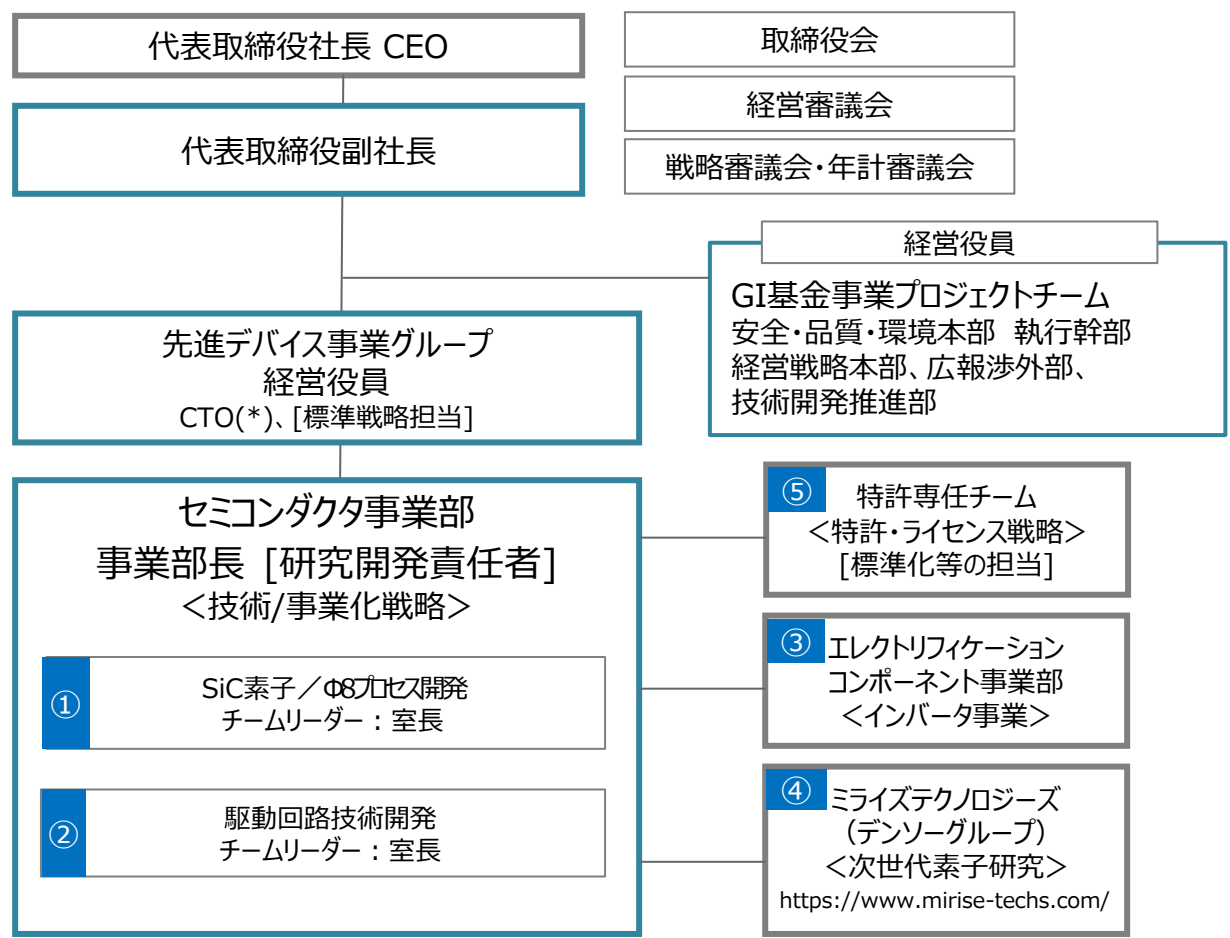 代表取締役社長 CEO
代表取締役副社長
取締役会
経営審議会
戦略審議会・年計審議会
経営役員
GI基金事業プロジェクトチーム
安全・品質・環境本部 執行幹部
経営戦略本部、広報渉外部、
技術開発推進部
先進デバイス事業グループ
経営役員
CTO(*)、[標準戦略担当]
セミコンダクタ事業部
事業部長 [研究開発責任者]
<技術/事業化戦略>
①
SiC素子／Φ8プロセス開発
チームリーダー：室長
②
駆動回路技術開発
チームリーダー：室長
⑤
特許専任チーム
<特許・ライセンス戦略>
[標準化等の担当]
③
エレクトリフィケーション
コンポーネント事業部
<インバータ事業>
④
ミライズテクノロジーズ
（デンソーグループ）
<次世代素子研究>
https://www.mirise-techs.com/